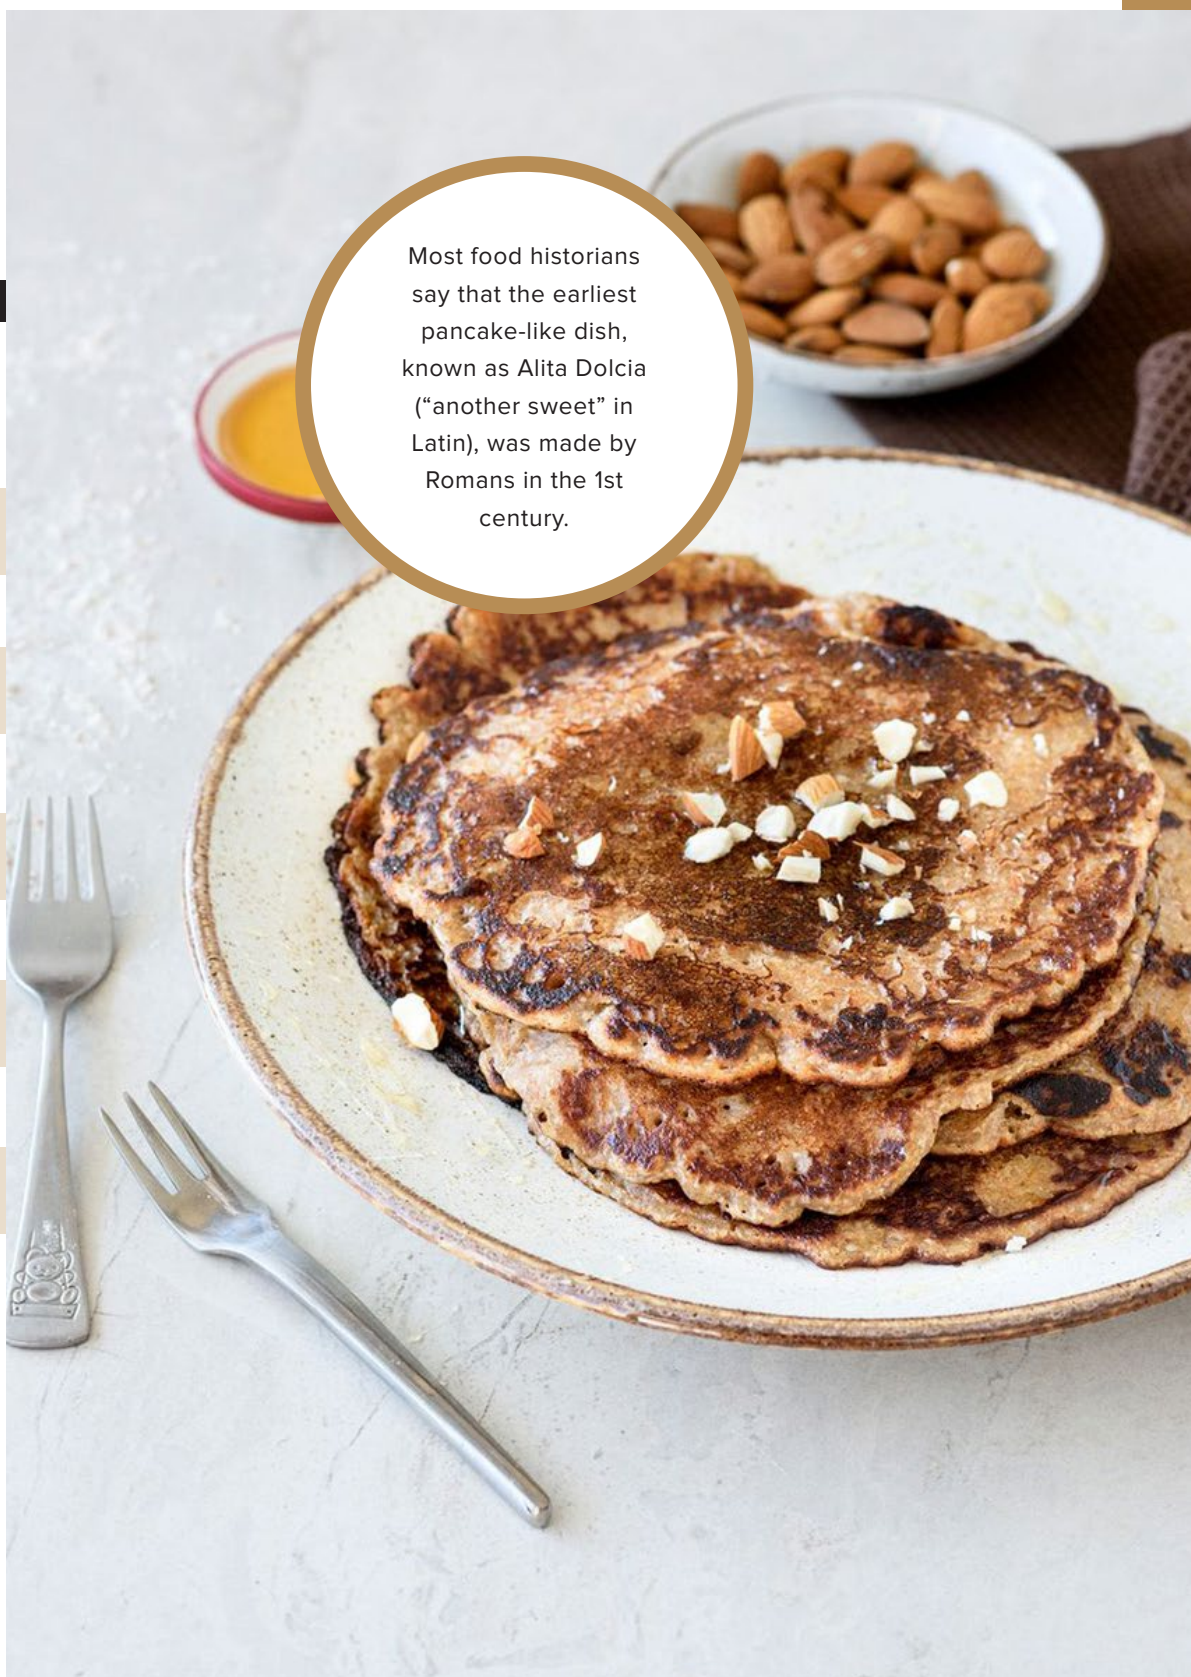 Most food historians
say that the earliest
pancake-like dish,
known as Alita Dolcia
(“another sweet” in
Latin), was made by
Romans in the 1st
century.